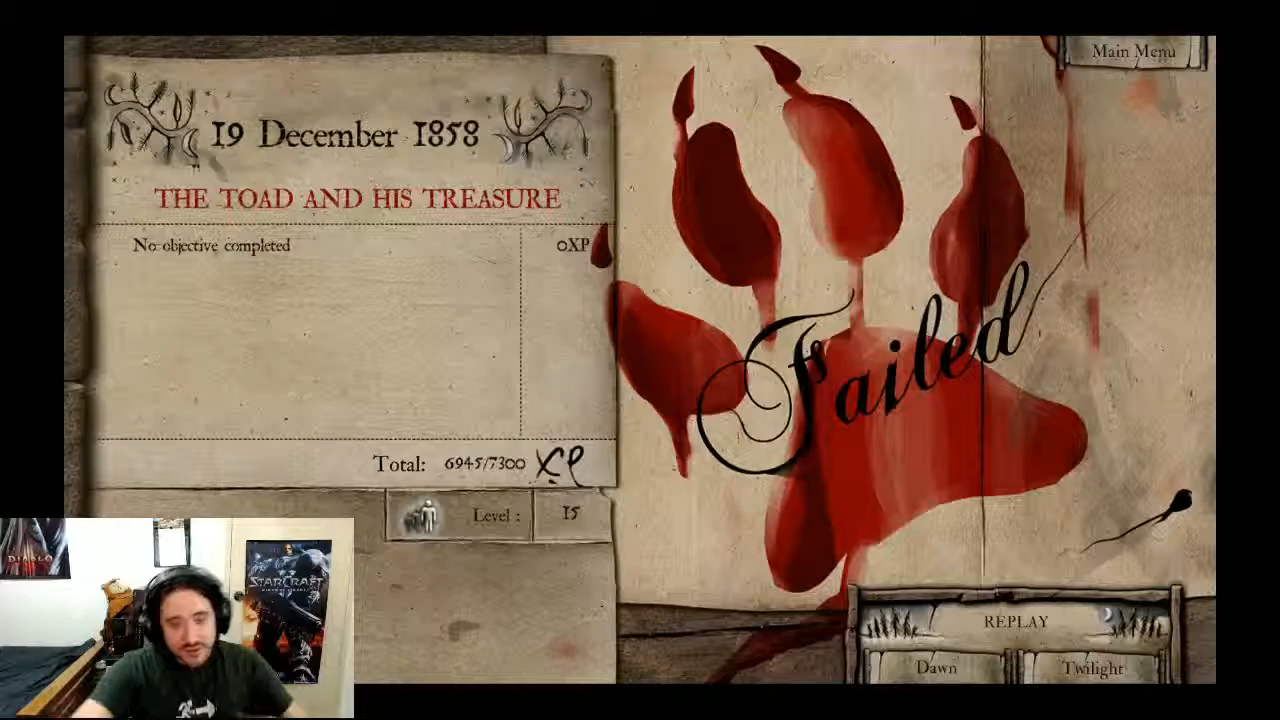 Main Menu
19 December 1858
THE TOAD AND HIS TREASURE
No objective completed
0XP
Failed
Total: 6945/7300 XP
Level : 15
REPLAY
Dawn
Twilight
DIABLO
STARCRAFT